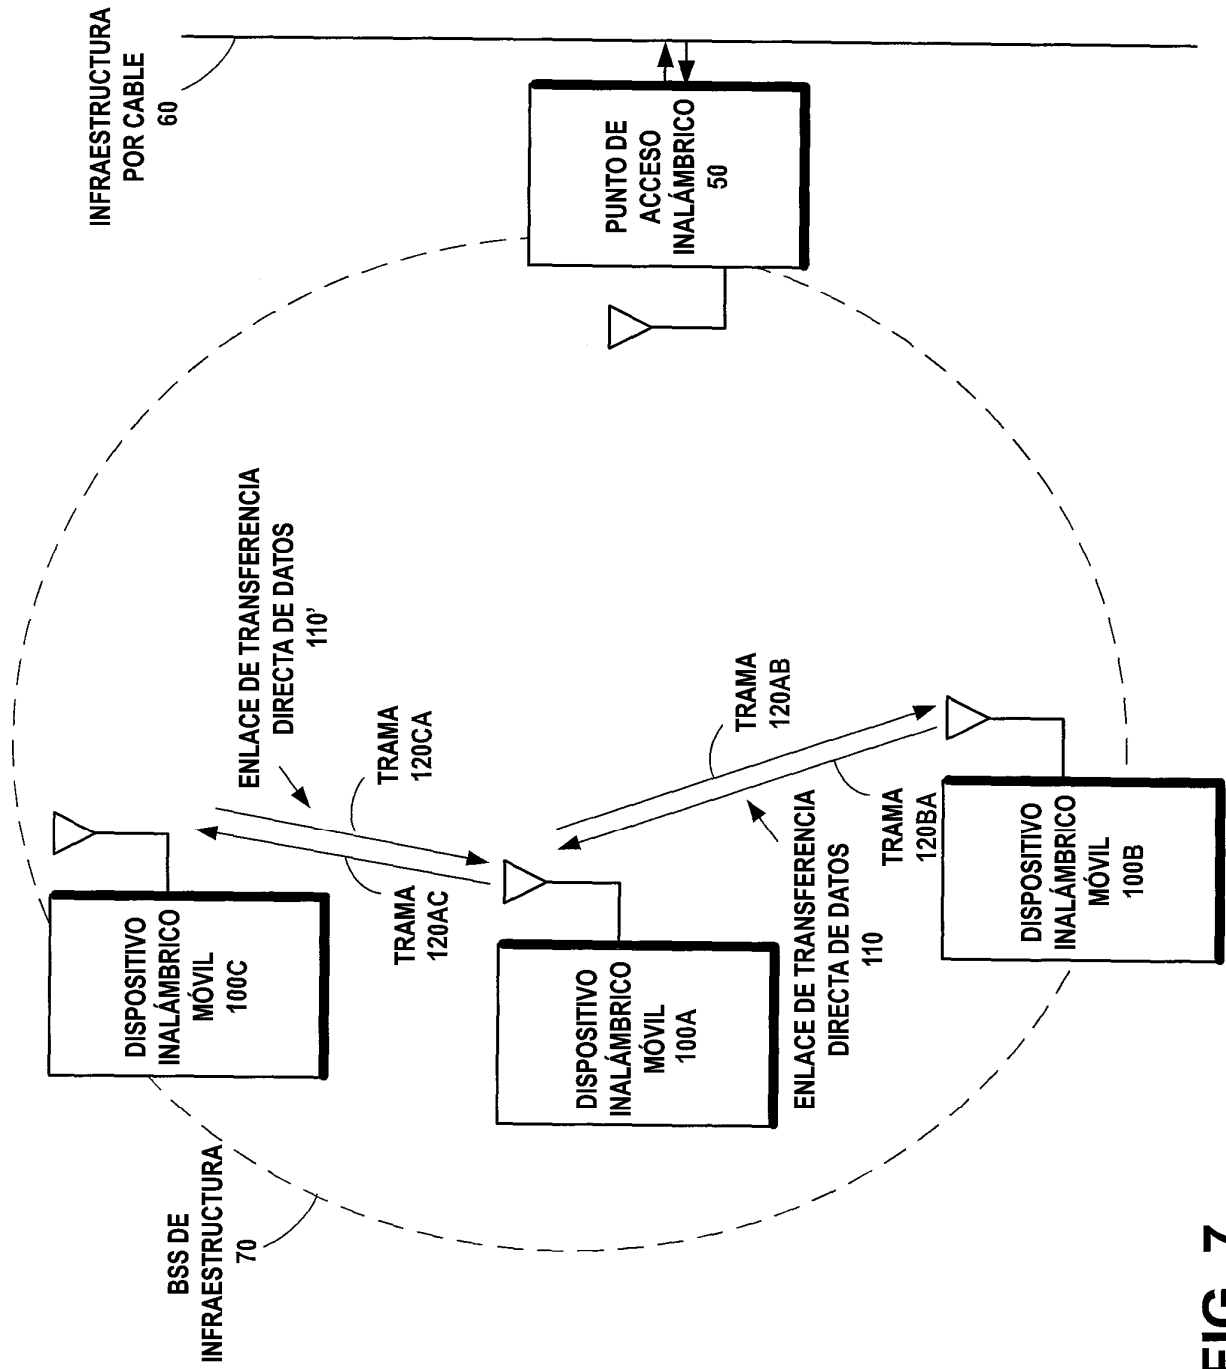 BSS DE
INFRAESTRUCTURA
70
DISPOSITIVO
INALÁMBRICO
MÓVIL
100C
ENLACE DE TRANSFERENCIA
DIRECTA DE DATOS
110'
INFRAESTRUCTURA
POR CABLE
60
TRAMA
120AC
TRAMA
120CA
DISPOSITIVO
INALÁMBRICO
MÓVIL
100A
PUNTO DE
ACCESO
INALÁMBRICO
50
TRAMA
120AB
ENLACE DE TRANSFERENCIA
DIRECTA DE DATOS
110
TRAMA
120BA
DISPOSITIVO
INALÁMBRICO
MÓVIL
100B
FIG. 7